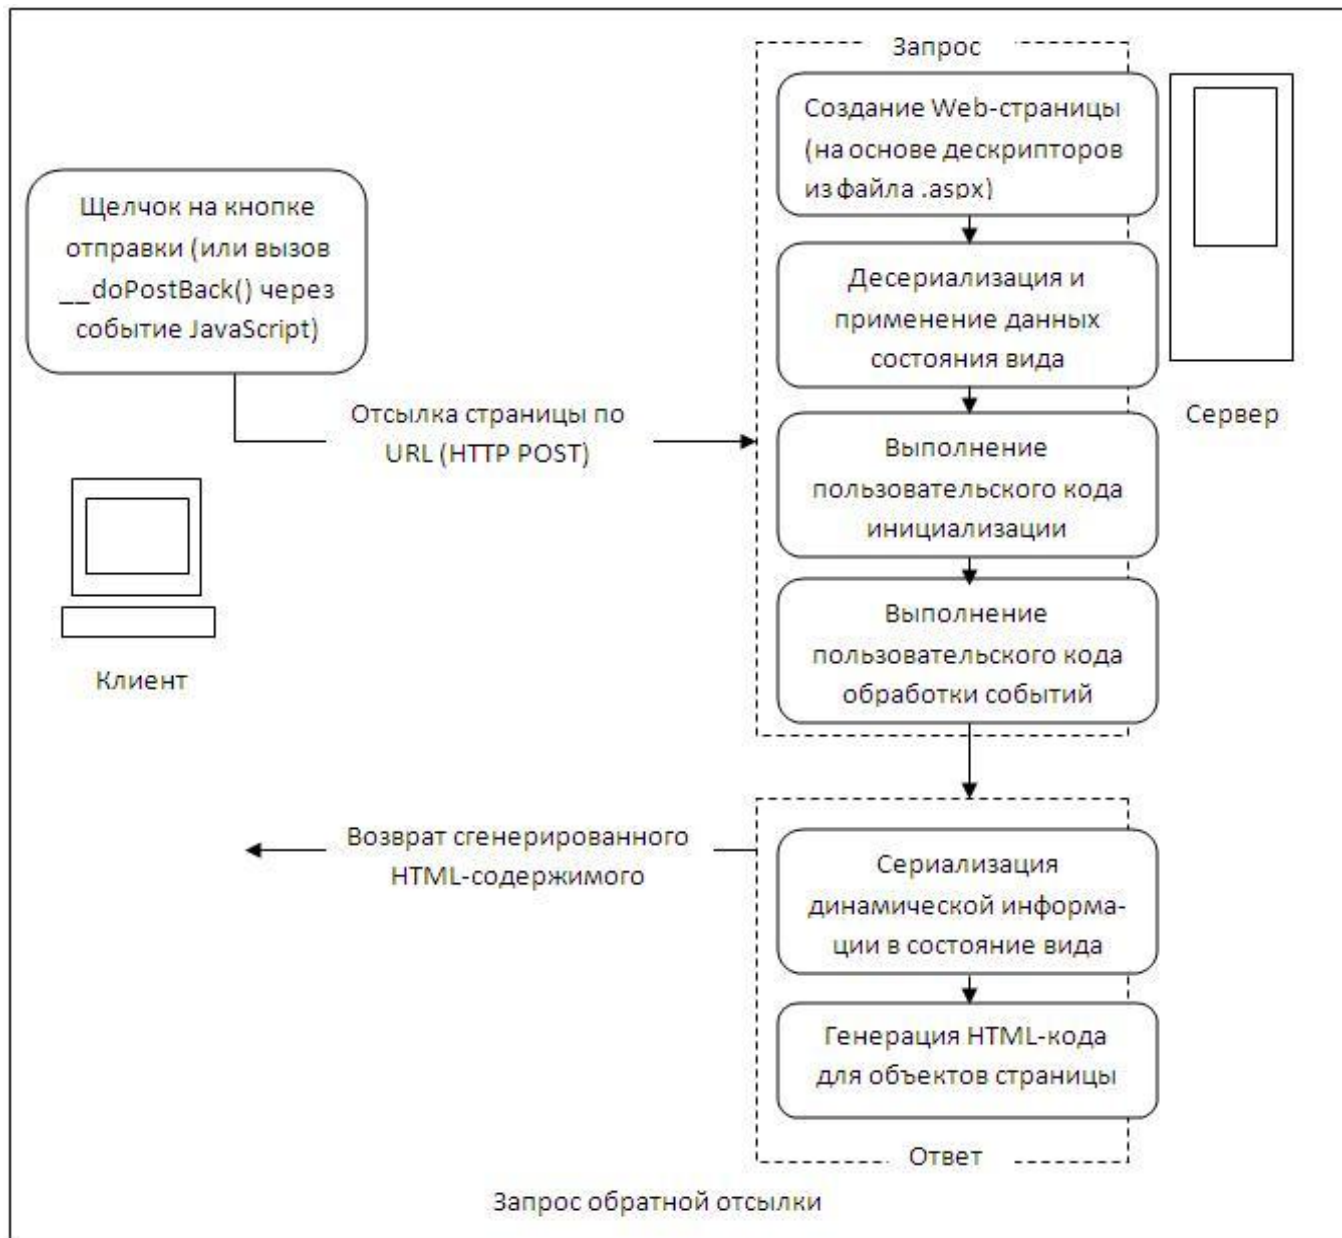 Запрос
Создание Web-страницы
(на основе дескрипторов
из файла .aspx)
Щелчок на кнопке
отправки (или вызов
__doPostBack() через
событие JavaScript)
Десериализация и
применение данных
состояния вида
Сервер
Отсылка страницы по
URL (HTTP POST)
Выполнение
пользовательского кода
инициализации
Выполнение
пользовательского кода
обработки событий
Клиент
Возврат сгенерированного
HTML-содержимого
Сериализация
динамической информа-
ции в состояние вида
Генерация HTML-кода
для объектов страницы
Ответ
Запрос обратной отсылки